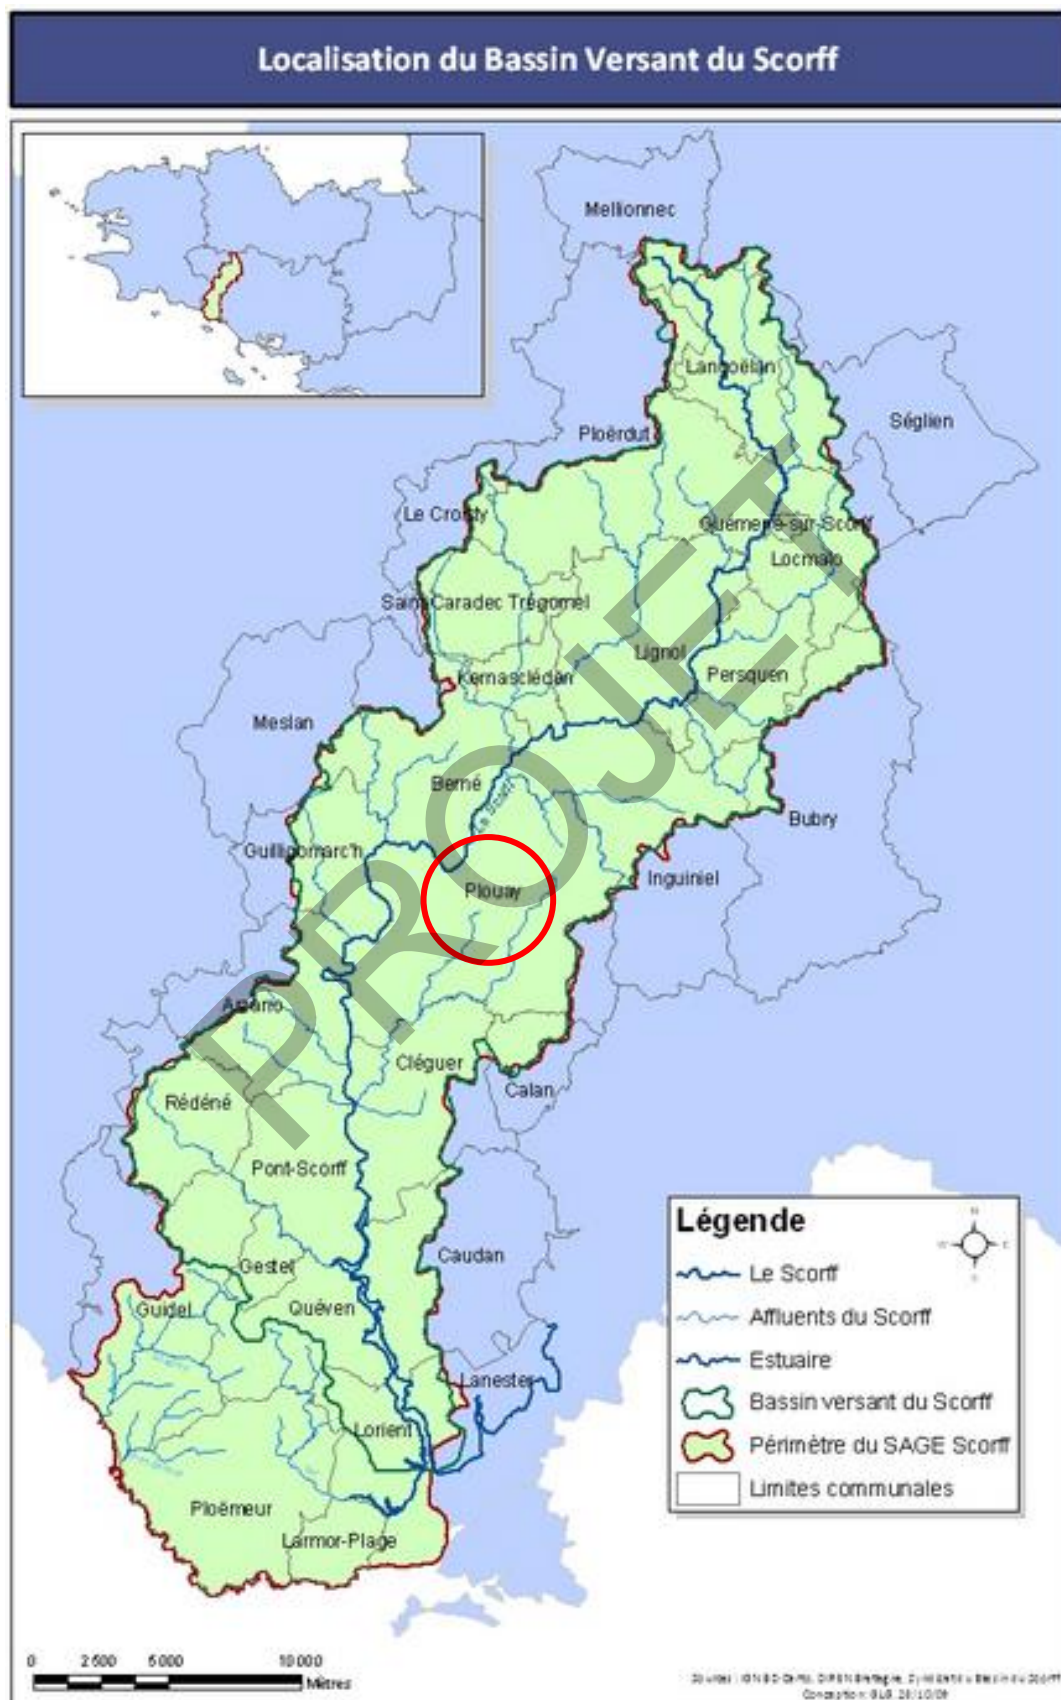 Localisation du Bassin Versant du Scorff
Mellionnec
Langoëlan
Séglien
Ploërdut
Le Croisty
Guémené-sur-Scorff
Locmalo
Saint Caradec Trégomel
Lignol
Persquen
Kernascléden
Meslan
Berné
Le Scorff
Bubry
Guilligomarc'h
Inguiniel
Plouay
Arzano
Cléguer
Calan
Rédéné
Pont-Scorff
Caudan
Gestel
Guidel
Quéven
Lanester
Lorient
Ploëmeur
Larmor-Plage
PROJET
Légende
N
W
E
S
Le Scorff
Affluents du Scorff
Estuaire
Bassin versant du Scorff
Périmètre du SAGE Scorff
Limites communales
0 2 500 5 000 10 000
Mètres